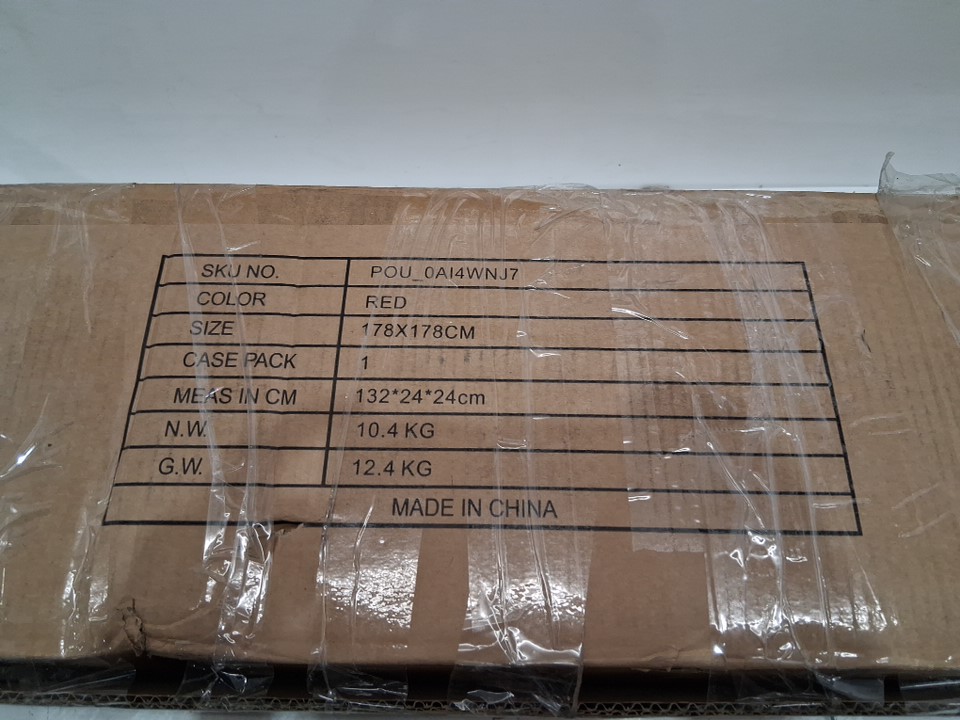 SKU NO. POU_0AI4WNJ7
COLOR RED
SIZE 178X178CM
CASE PACK 1
MEAS IN CM 132*24*24cm
N.W. 10.4 KG
G.W. 12.4 KG
MADE IN CHINA